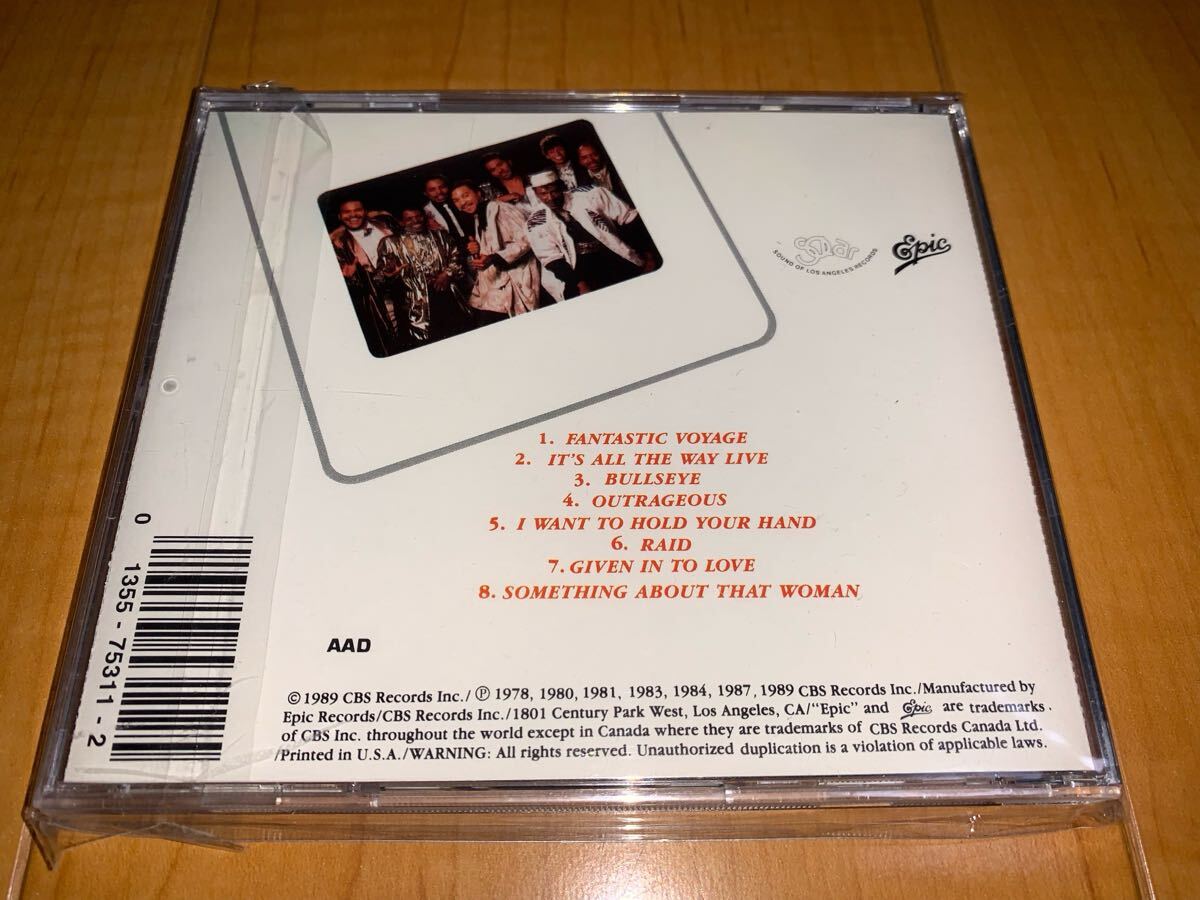 Solar
SOUND OF LOS ANGELES RECORDS
Epic
1. FANTASTIC VOYAGE
2. IT'S ALL THE WAY LIVE
3. BULLSEYE
4. OUTRAGEOUS
5. I WANT TO HOLD YOUR HAND
6. RAID
7. GIVEN IN TO LOVE
8. SOMETHING ABOUT THAT WOMAN
AAD
© 1989 CBS Records Inc./ ℗ 1978, 1980, 1981, 1983, 1984, 1987, 1989 CBS Records Inc./Manufactured by
Epic Records/CBS Records Inc./1801 Century Park West, Los Angeles, CA/"Epic" and Epic are trademarks
of CBS Inc. throughout the world except in Canada where they are trademarks of CBS Records Canada Ltd.
/Printed in U.S.A./WARNING: All rights reserved. Unauthorized duplication is a violation of applicable laws.
0 1355-75311-2